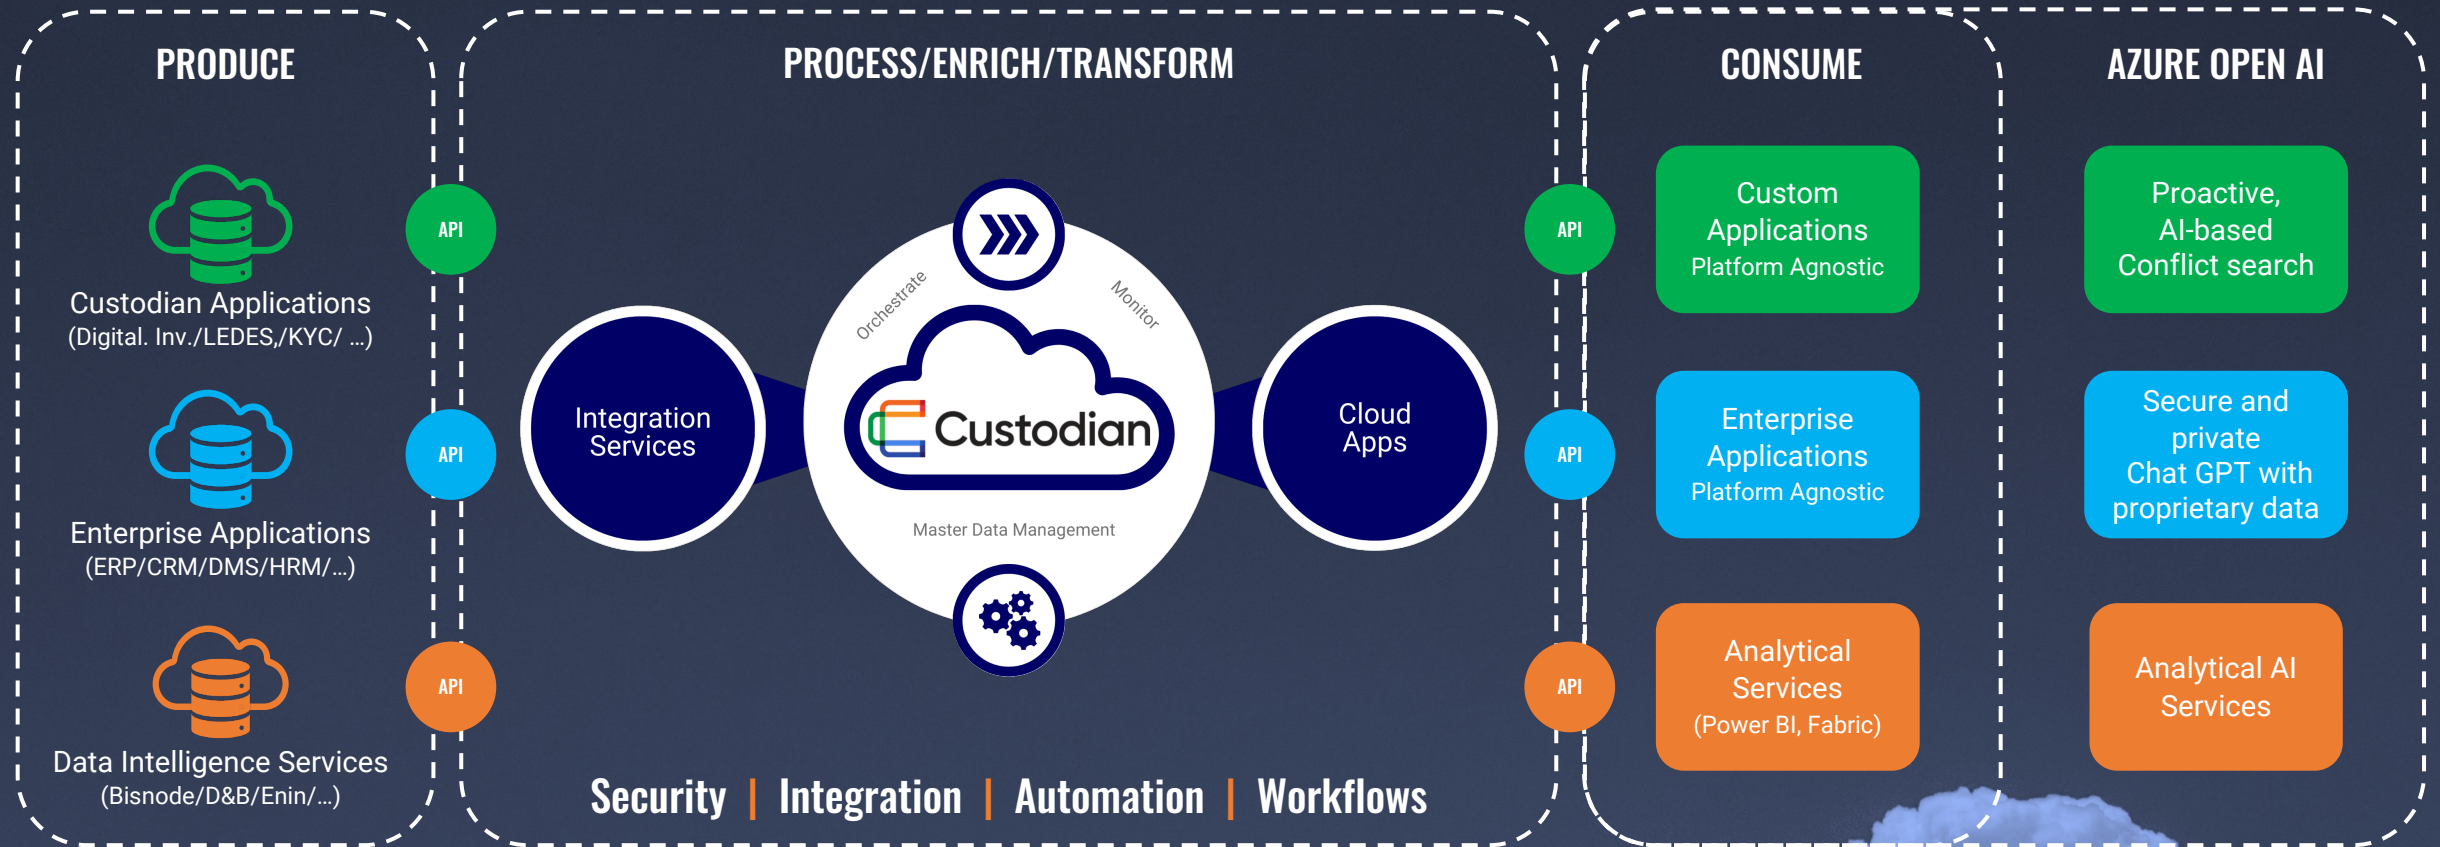 PRODUCE
Custodian Applications
(Digital. Inv./LEDES,/KYC/ ...)
Enterprise Applications
(ERP/CRM/DMS/HRM/...)
Data Intelligence Services
(Bisnode/D&B/Enin/...)
API
API
API
PROCESS/ENRICH/TRANSFORM
Integration
Services
Orchestrate
Monitor
Custodian
Master Data Management
Cloud
Apps
Security | Integration | Automation | Workflows
API
API
API
CONSUME
Custom
Applications
Platform Agnostic
Enterprise
Applications
Platform Agnostic
Analytical
Services
(Power BI, Fabric)
AZURE OPEN AI
Proactive,
AI-based
Conflict search
Secure and
private
Chat GPT with
proprietary data
Analytical AI
Services